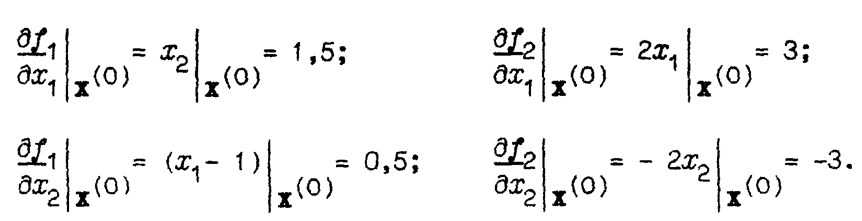 ∂f₁/∂x₁|𝐱⁽⁰⁾ = x₂|𝐱⁽⁰⁾ = 1,5; ∂f₂/∂x₁|𝐱⁽⁰⁾ = 2x₁|𝐱⁽⁰⁾ = 3;
∂f₁/∂x₂|𝐱⁽⁰⁾ = (x₁- 1)|𝐱⁽⁰⁾ = 0,5; ∂f₂/∂x₂|𝐱⁽⁰⁾ = - 2x₂|𝐱⁽⁰⁾ = -3.